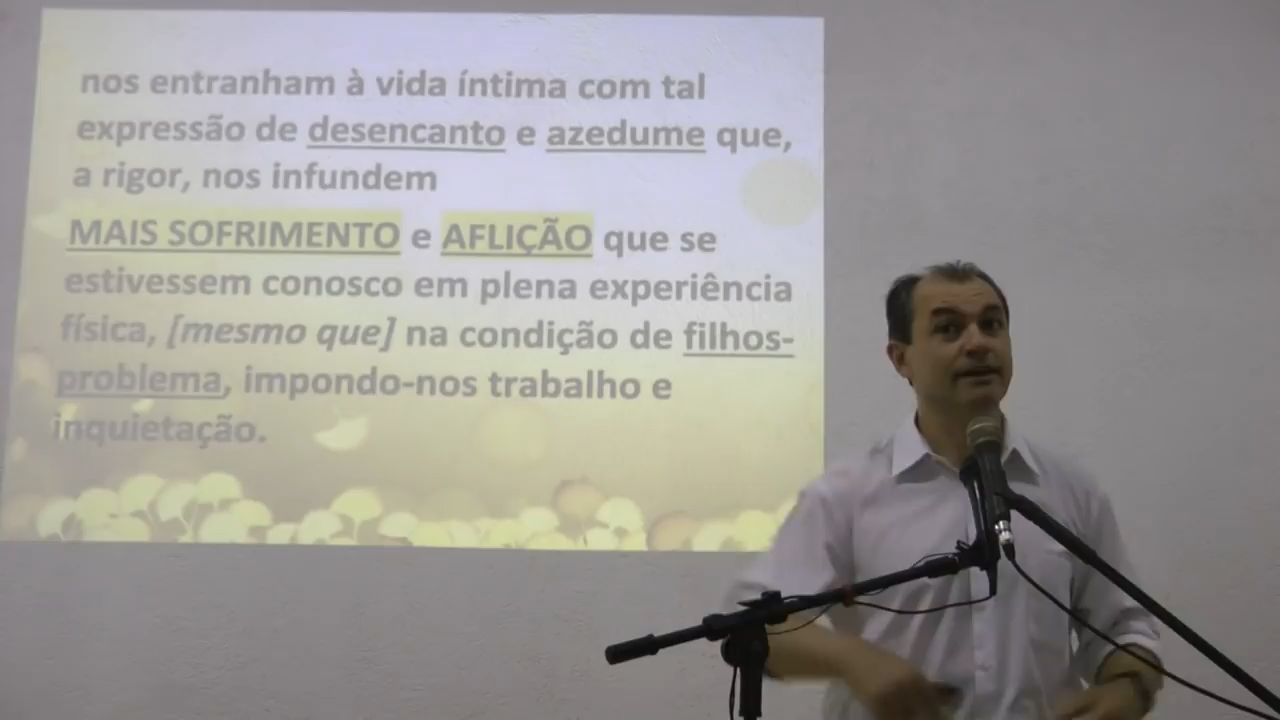 nos entranham à vida íntima com tal
expressão de desencanto e azedume que,
a rigor, nos infundem
MAIS SOFRIMENTO e AFLIÇÃO que se
estivessem conosco em plena experiência
física, [mesmo que] na condição de filhos-
problema, impondo-nos trabalho e
inquietação.